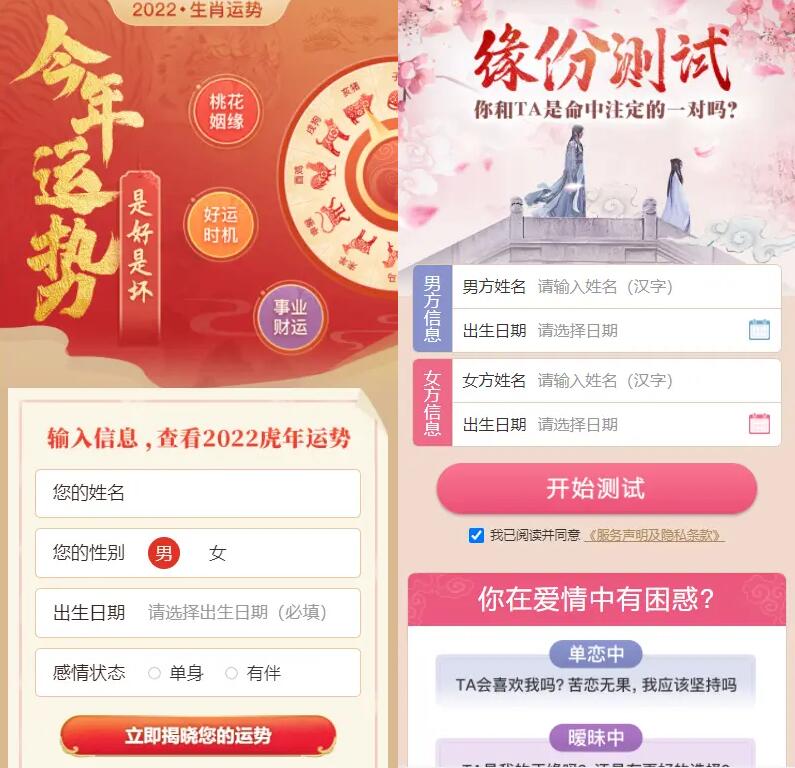 2022·生肖运势
今年运势
是好是坏
桃花
姻缘
好运
时机
事业
财运
亥猪
戌狗
酉鸡
输入信息，查看2022虎年运势
您的姓名
您的性别 男 女
出生日期 请选择出生日期（必填）
感情状态 单身 有伴
立即揭晓您的运势
缘份测试
你和TA是命中注定的一对吗？
男方信息
男方姓名 请输入姓名（汉字）
出生日期 请选择日期
女方信息
女方姓名 请输入姓名（汉字）
出生日期 请选择日期
开始测试
我已阅读并同意 《服务声明及隐私条款》
你在爱情中有困惑？
单恋中
TA会喜欢我吗？苦恋无果，我应该坚持吗
暧昧中